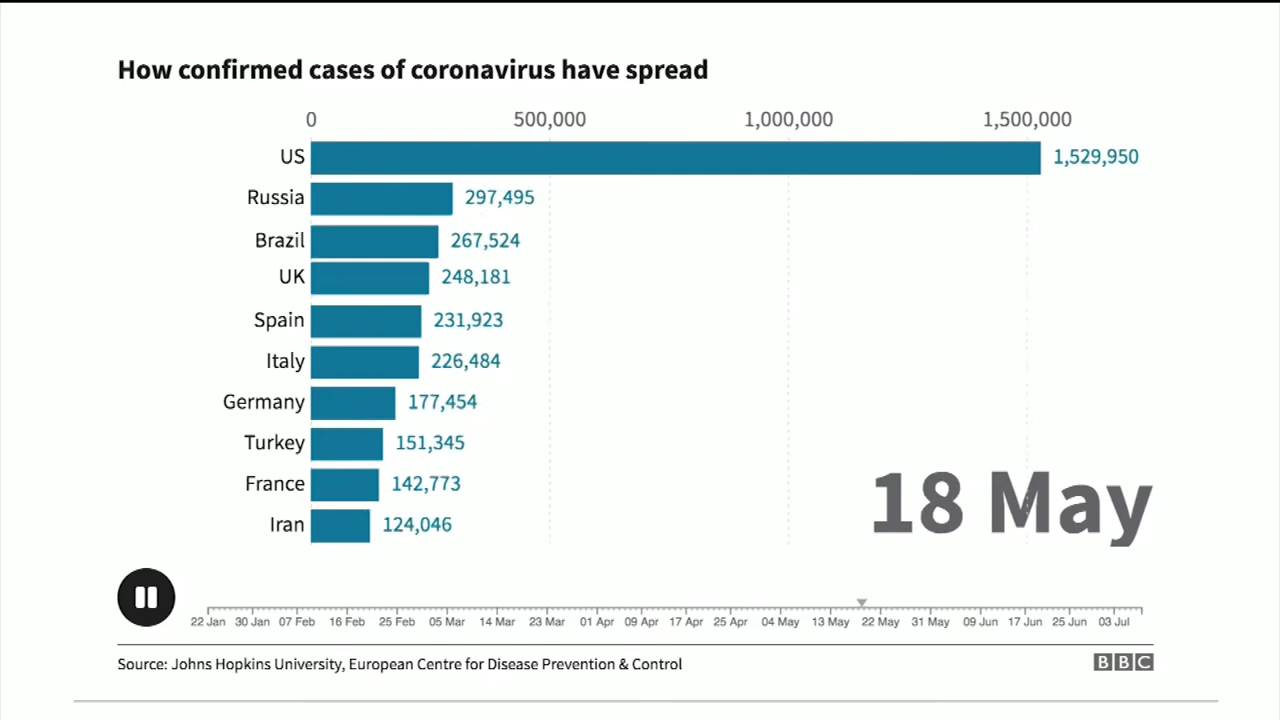 How confirmed cases of coronavirus have spread
0 500,000 1,000,000 1,500,000
US 1,529,950
Russia 297,495
Brazil 267,524
UK 248,181
Spain 231,923
Italy 226,484
Germany 177,454
Turkey 151,345
France 142,773
Iran 124,046
18 May
22 Jan 30 Jan 07 Feb 16 Feb 25 Feb 05 Mar 14 Mar 23 Mar 01 Apr 09 Apr 17 Apr 25 Apr 04 May 13 May 22 May 31 May 09 Jun 17 Jun 25 Jun 03 Jul
Source: Johns Hopkins University, European Centre for Disease Prevention & Control
BBC